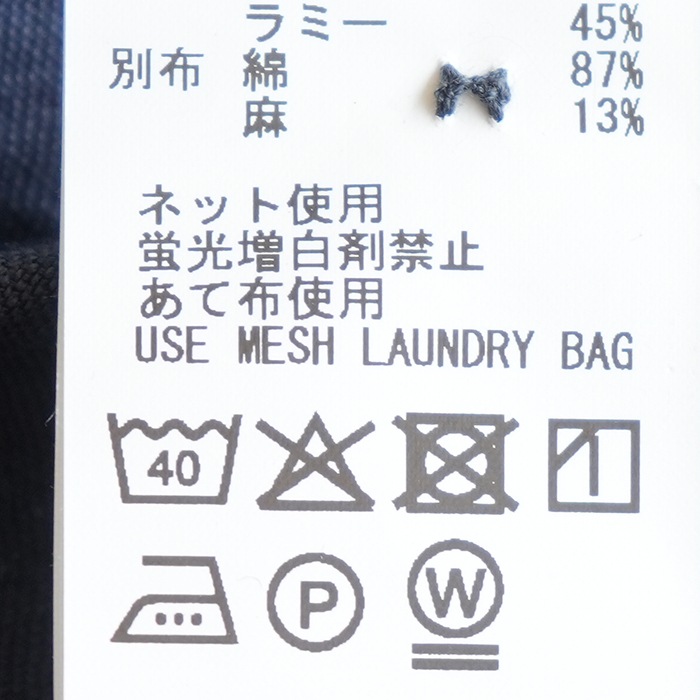 ラミー 45%
別布 綿 87%
麻 13%
ネット使用
蛍光増白剤禁止
あて布使用
USE MESH LAUNDRY BAG
40
P
W